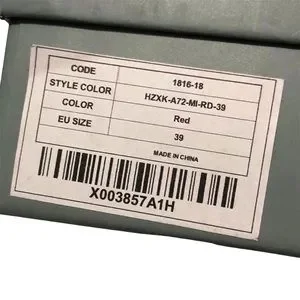 CODE 1816-18
STYLE COLOR HZXK-A72-MI-RD-39
COLOR Red
EU SIZE 39
MADE IN CHINA
X003857A1H